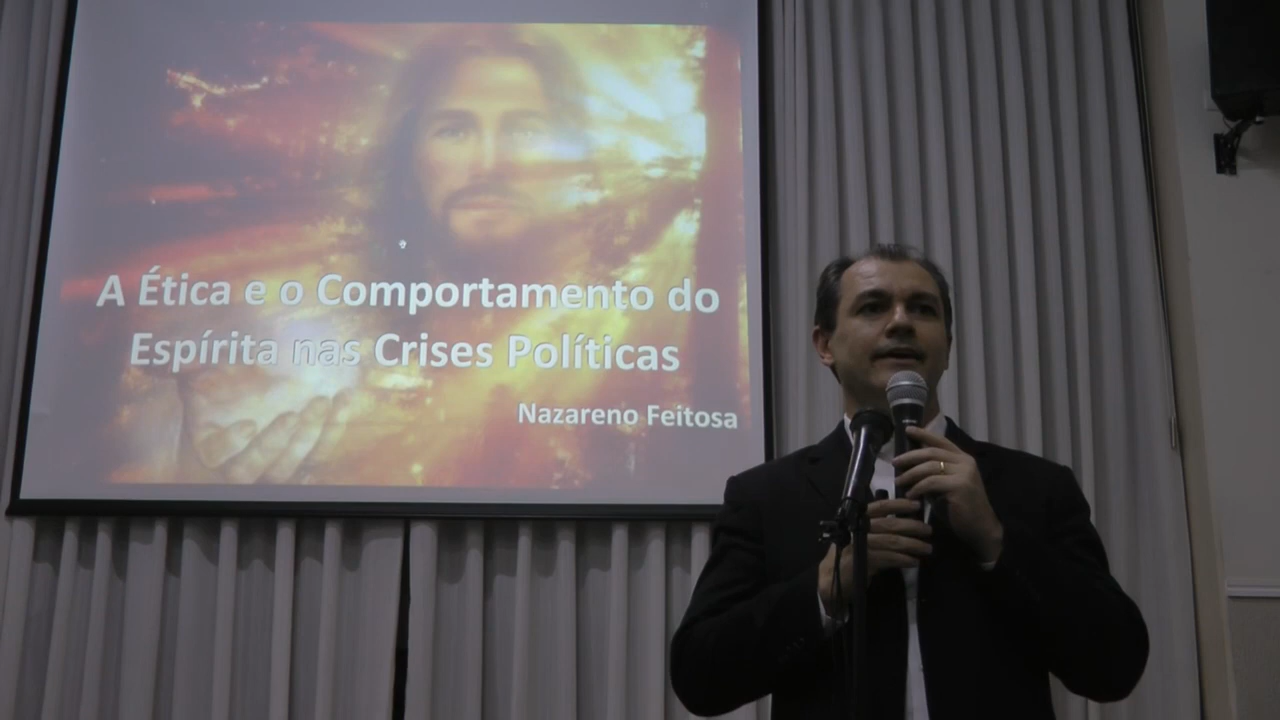 A Ética e o Comportamento do
Espírita nas Crises Políticas
Nazareno Feitosa